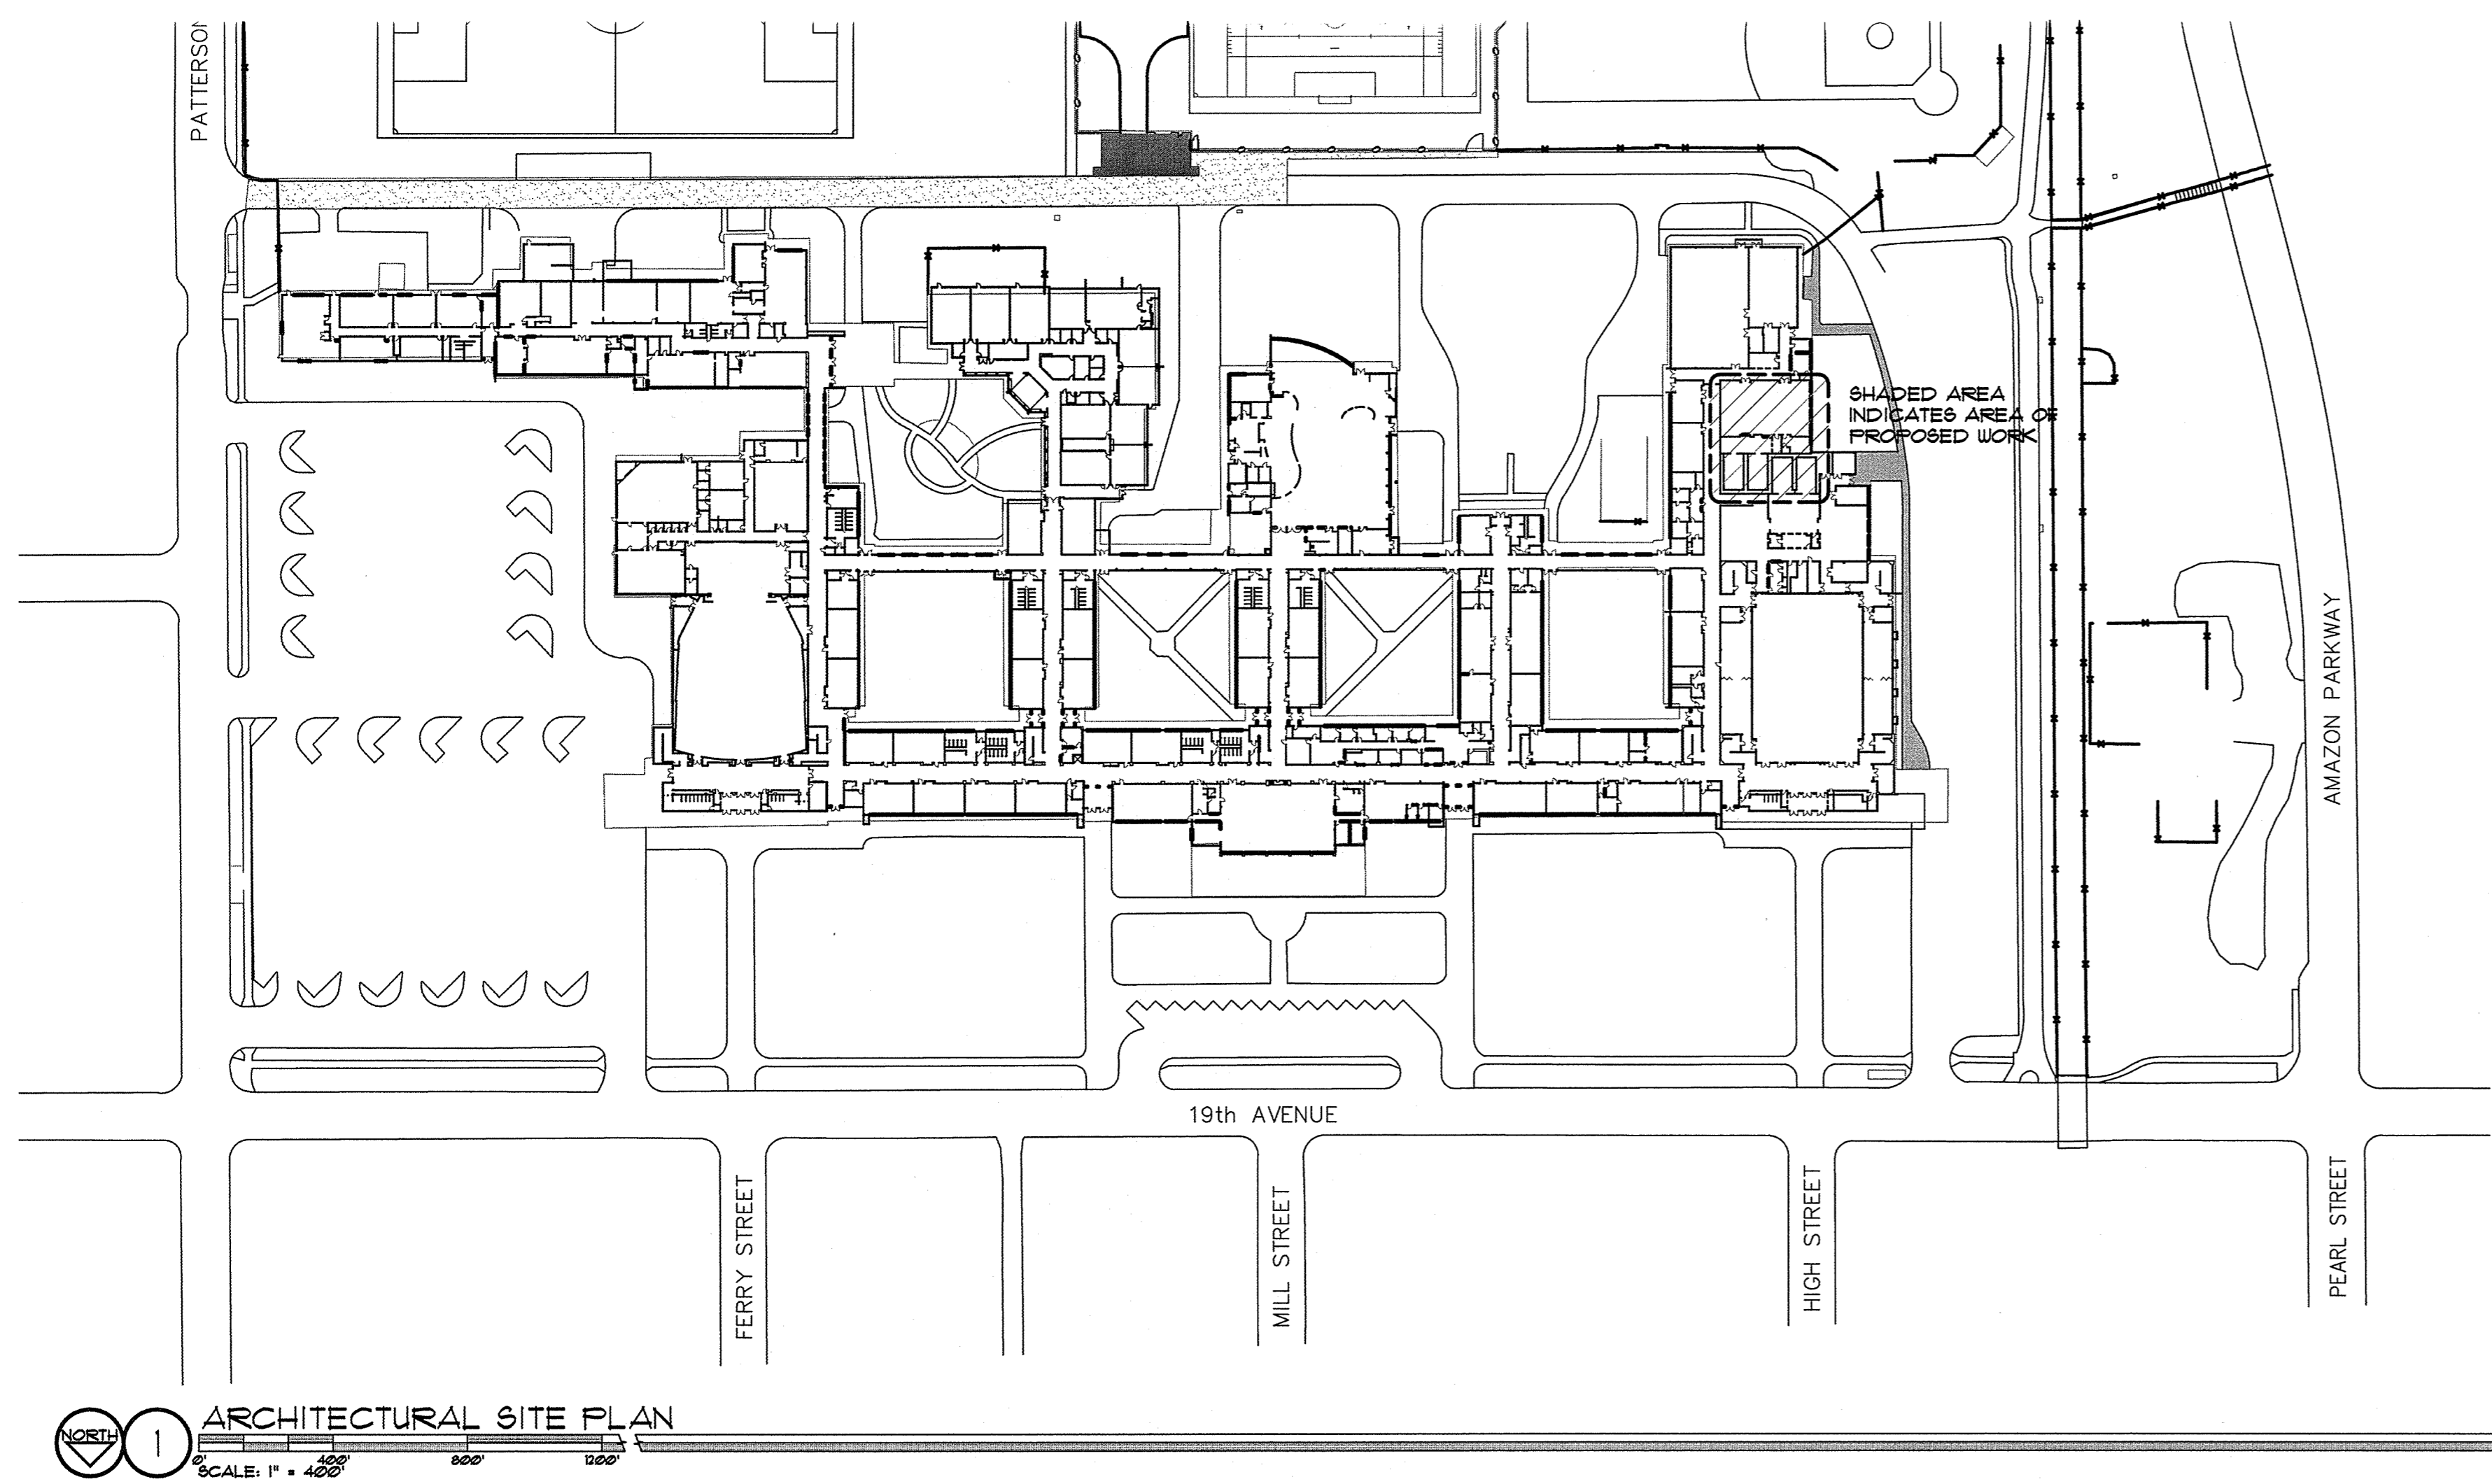 PATTERSON
SHADED AREA
INDICATES AREA OF
PROPOSED WORK
AMAZON PARKWAY
19th AVENUE
FERRY STREET
MILL STREET
HIGH STREET
PEARL STREET
NORTH
1
ARCHITECTURAL SITE PLAN
0' 400' 800' 1200'
SCALE: 1" = 400'